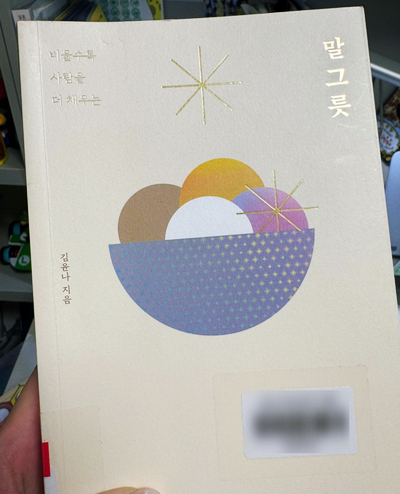 비울수록
사람을
더 채우는
말 그릇
김윤나 지음